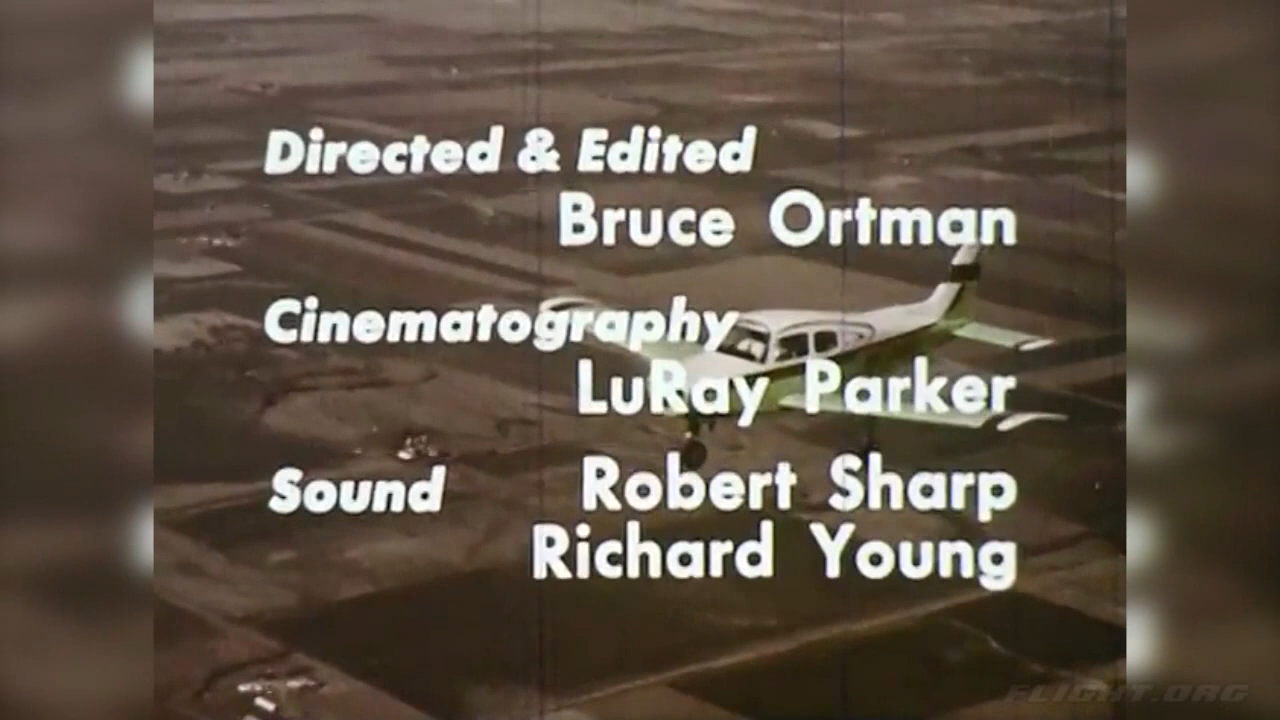 Directed & Edited
Bruce Ortman
Cinematography
LuRay Parker
Sound Robert Sharp
Richard Young
FLIGHT.ORG